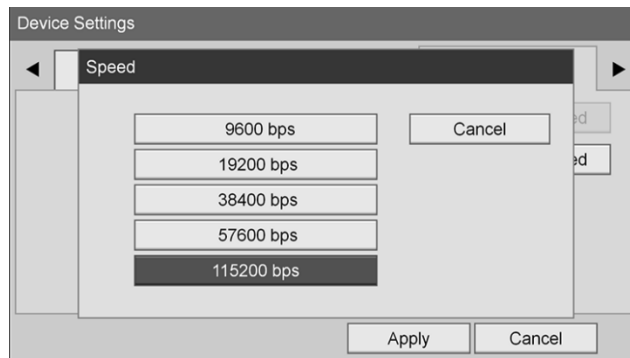 Device Settings
Speed
9600 bps
Cancel
19200 bps
38400 bps
57600 bps
115200 bps
Apply
Cancel